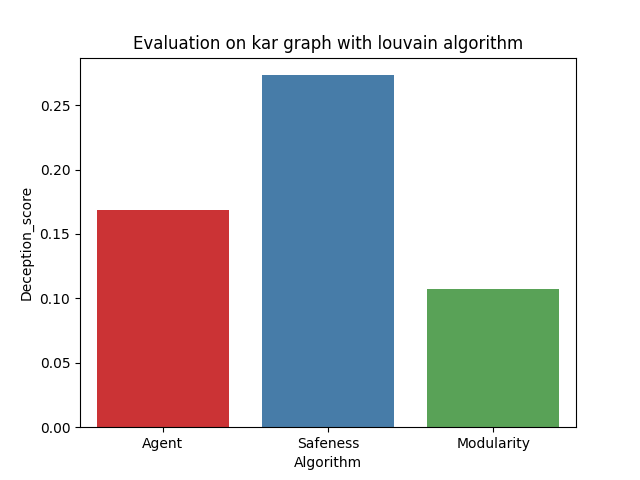 Evaluation on kar graph with louvain algorithm
0.25
0.20
0.15
0.10
0.05
0.00
Deception_score
Agent
Safeness
Modularity
Algorithm